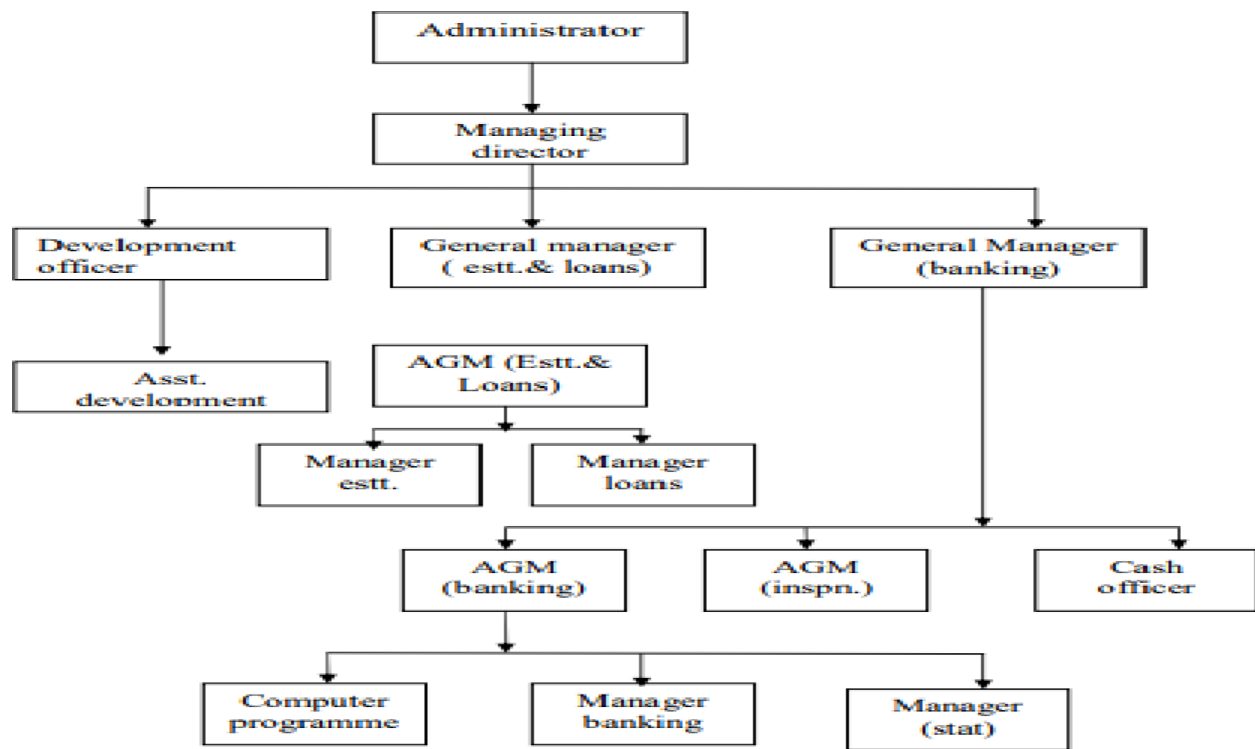 Administrator
Managing
director
Development
officer
General manager
( estt.& loans)
General Manager
(banking)
Asst.
development
AGM (Estt.&
Loans)
Manager
estt.
Manager
loans
AGM
(banking)
AGM
(inspn.)
Cash
officer
Computer
programme
Manager
banking
Manager
(stat)